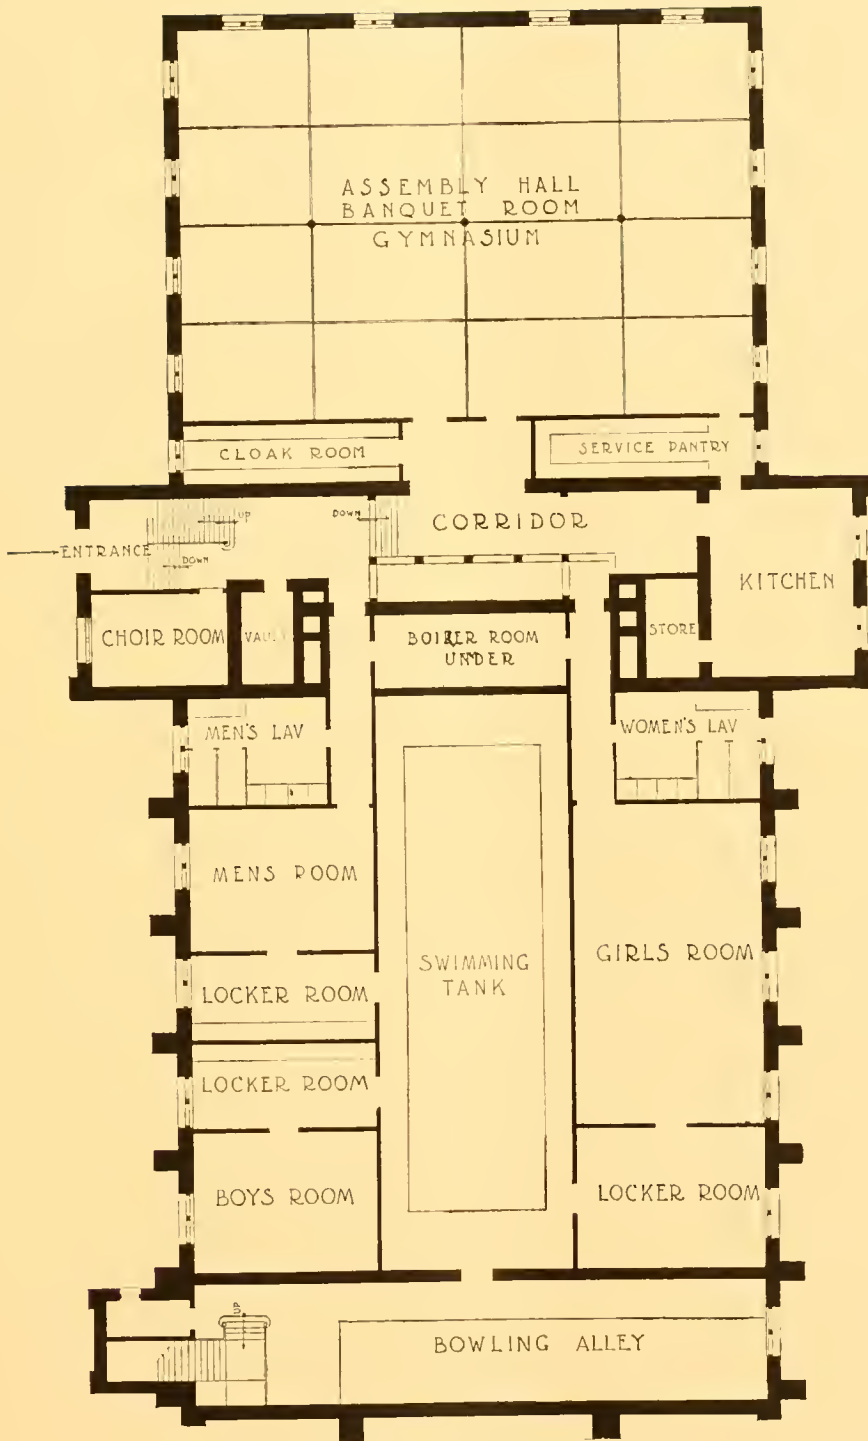 ASSEMBLY HALL
BANQUET ROOM
GYMNASIUM
CLOAK ROOM
SERVICE PANTRY
UP
DOWN
CORRIDOR
ENTRANCE
DOWN
KITCHEN
CHOIR ROOM
BOILER ROOM
UNDER
STORE
MEN'S LAV
WOMEN'S LAV
MENS ROOM
GIRLS ROOM
SWIMMING
TANK
LOCKER ROOM
LOCKER ROOM
BOYS ROOM
LOCKER ROOM
UP
BOWLING ALLEY